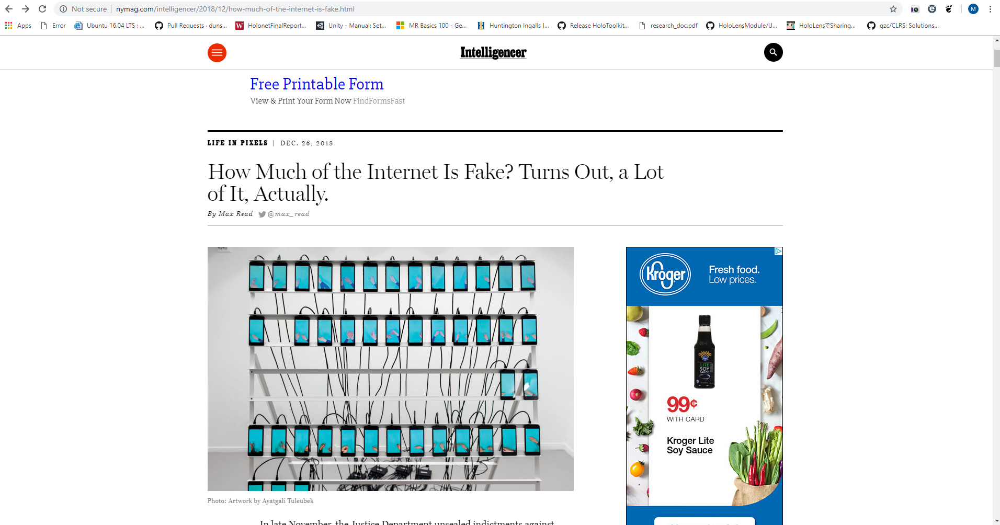 Not secure | nymag.com/intelligencer/2018/12/how-much-of-the-internet-is-fake.html
M
Apps Error Ubuntu 16.04 LTS : ... Pull Requests · duns... HolonetFinalReport... Unity - Manual: Set... MR Basics 100 - Ge... Huntington Ingalls I... Release HoloToolkit... research_doc.pdf HoloLensModule/U... HoloLensでSharing... gzc/CLRS: Solutions...
Intelligencer
Free Printable Form
View & Print Your Form Now FindFormsFast
LIFE IN PIXELS | DEC. 26, 2018
How Much of the Internet Is Fake? Turns Out, a Lot
of It, Actually.
By Max Read @max_read
Kroger
Fresh food.
Low prices.
LITE
SOY
SAUCE
99¢
WITH CARD
Kroger Lite
Soy Sauce
Photo: Artwork by Ayatgali Tuleubek
In late November, the Justice Department unsealed indictments against